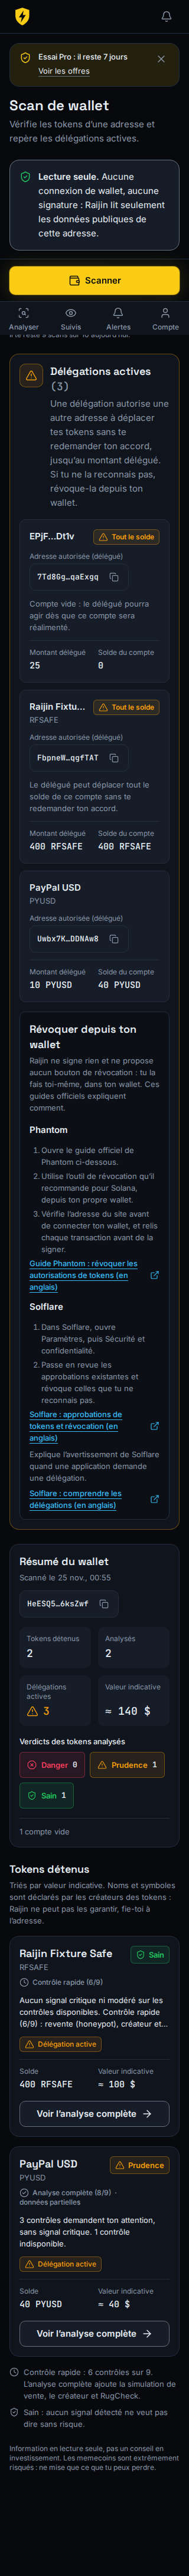 Essai Pro : il reste 7 jours
Voir les offres
Scan de wallet
Vérifie les tokens d’une adresse et
repère les délégations actives.
Lecture seule. Aucune
connexion de wallet, aucune
signature : Raijin lit seulement
les données publiques de
cette adresse.
Scanner
Analyser
Suivis
Alertes
Compte
Délégations actives
(3)
Une délégation autorise une
autre adresse à déplacer
tes tokens sans te
redemander ton accord,
jusqu’au montant délégué.
Si tu ne la reconnais pas,
révoque-la depuis ton
wallet.
EPjF…Dt1v
Tout le solde
Adresse autorisée (délégué)
7Td8Gg…qaExgq
Compte vide : le délégué pourra
agir dès que ce compte sera
réalimenté.
Montant délégué
Solde du compte
25
0
Raijin Fixtu…
Tout le solde
RFSAFE
Adresse autorisée (délégué)
FbpneW…qgfTAT
Le délégué peut déplacer tout le
solde de ce compte sans te
redemander ton accord.
Montant délégué
Solde du compte
400 RFSAFE
400 RFSAFE
PayPal USD
PYUSD
Adresse autorisée (délégué)
Uwbx7K…DDNAw8
Montant délégué
Solde du compte
10 PYUSD
40 PYUSD
Révoquer depuis ton
wallet
Raijin ne signe rien et ne propose
aucun bouton de révocation : tu la
fais toi-même, dans ton wallet. Ces
guides officiels expliquent
comment.
Phantom
1. Ouvre le guide officiel de
Phantom ci-dessous.
2. Utilise l’outil de révocation qu’il
recommande pour Solana,
depuis ton propre wallet.
3. Vérifie l’adresse du site avant
de connecter ton wallet, et relis
chaque transaction avant de la
signer.
Guide Phantom : révoquer les
autorisations de tokens (en
anglais)
Solflare
1. Dans Solflare, ouvre
Paramètres, puis Sécurité et
confidentialité.
2. Passe en revue les
approbations existantes et
révoque celles que tu ne
reconnais pas.
Solflare : approbations de
tokens et révocation (en
anglais)
Explique l’avertissement de Solflare
quand une application demande
une délégation.
Solflare : comprendre les
délégations (en anglais)
Résumé du wallet
Scanné le 25 nov., 00:55
HeESQ5…6ksZwf
Tokens détenus
Analysés
2
2
Délégations
actives
Valeur indicative
3
≈ 140 $
Verdicts des tokens analysés
Danger 0
Prudence 1
Sain 1
1 compte vide
Tokens détenus
Triés par valeur indicative. Noms et symboles
sont déclarés par les créateurs des tokens :
Raijin ne peut pas les garantir, fie-toi à
l’adresse.
Raijin Fixture Safe
Sain
RFSAFE
Contrôle rapide (6/9)
Aucun signal critique ni modéré sur les
contrôles disponibles. Contrôle rapide
(6/9) : revente (honeypot), créateur et…
Délégation active
Solde
Valeur indicative
400 RFSAFE
≈ 100 $
Voir l’analyse complète
PayPal USD
Prudence
PYUSD
Analyse complète (8/9) ·
données partielles
3 contrôles demandent ton attention,
sans signal critique. 1 contrôle
indisponible.
Délégation active
Solde
Valeur indicative
40 PYUSD
≈ 40 $
Voir l’analyse complète
Contrôle rapide : 6 contrôles sur 9.
L’analyse complète ajoute la simulation de
vente, le créateur et RugCheck.
Sain : aucun signal détecté ne veut pas
dire sans risque.
Information en lecture seule, pas un conseil en
investissement. Les memecoins sont extrêmement
risqués : ne mise que ce que tu peux perdre.